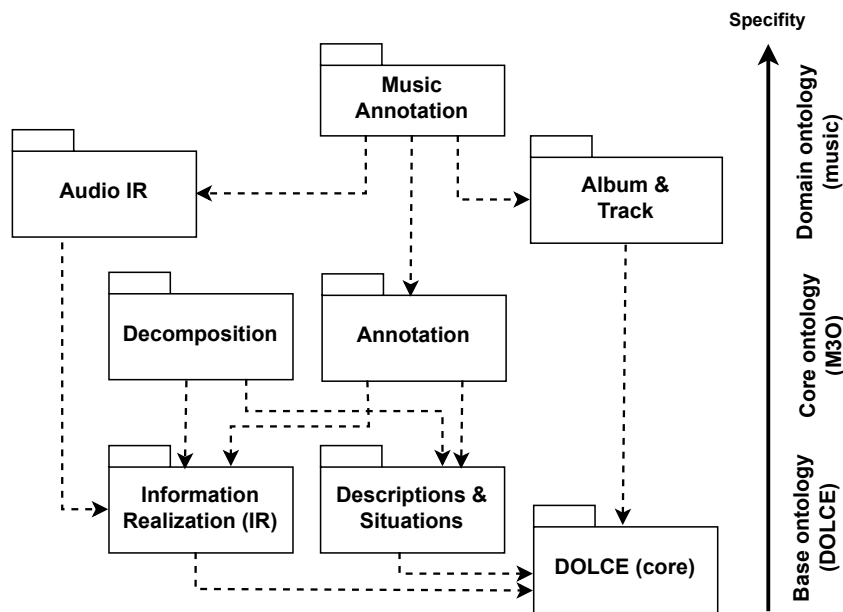 Specifity
Music
Annotation
Audio IR
Album &
Track
Domain ontology
(music)
Decomposition
Annotation
Core ontology
(M3O)
Information
Realization (IR)
Descriptions &
Situations
DOLCE (core)
Base ontology
(DOLCE)